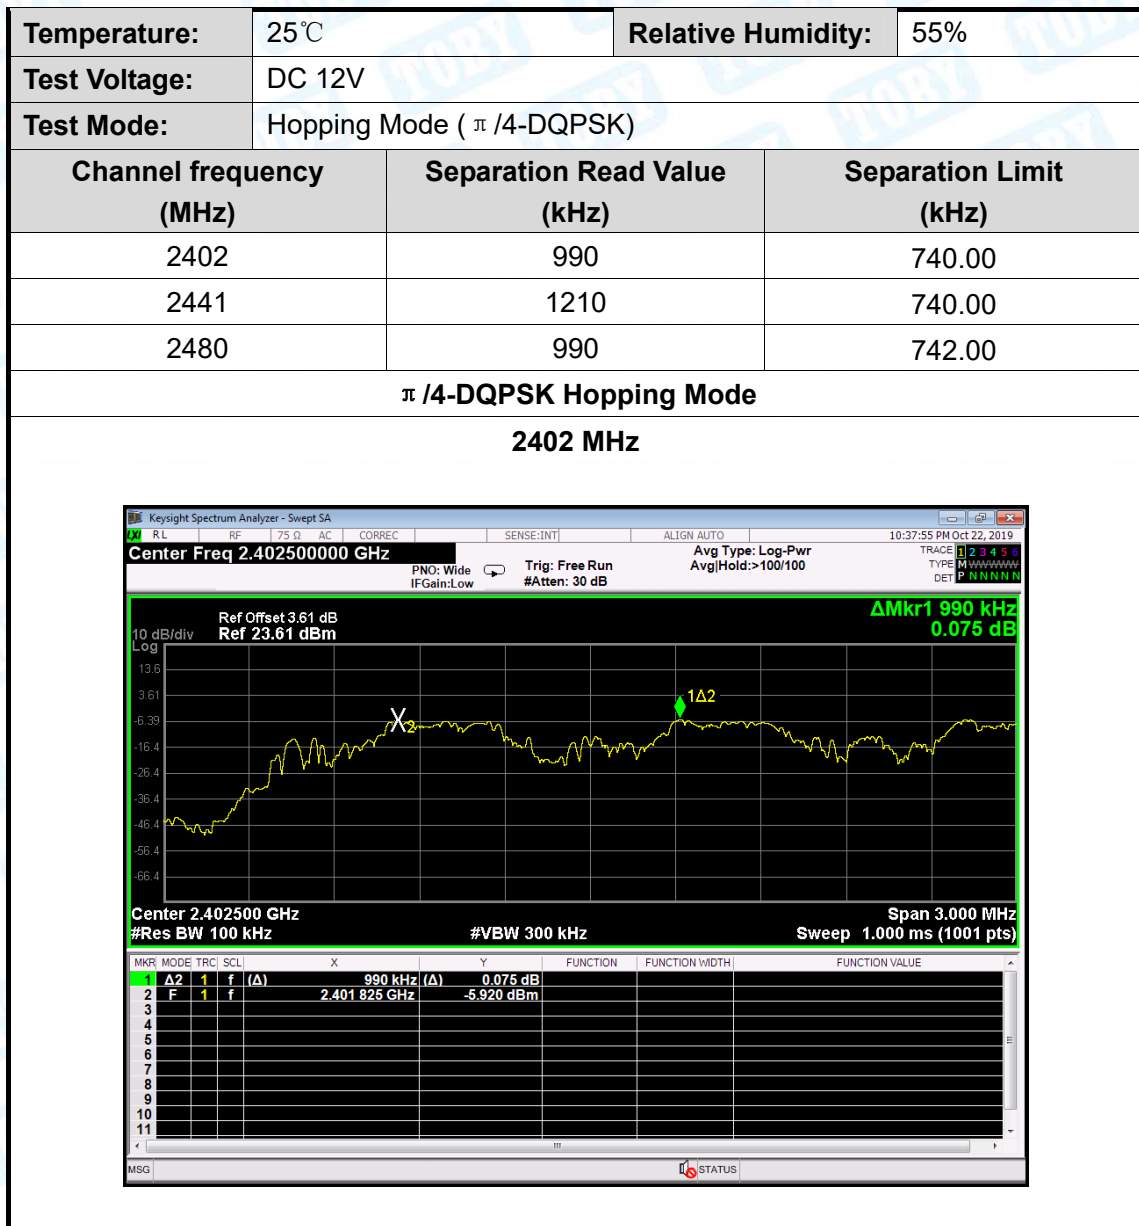 Temperature: 25℃ Relative Humidity: 55%
Test Voltage: DC 12V
Test Mode: Hopping Mode ( π /4-DQPSK)
Channel frequency (MHz) Separation Read Value (kHz) Separation Limit (kHz)
2402 990 740.00
2441 1210 740.00
2480 990 742.00
π /4-DQPSK Hopping Mode
2402 MHz
Keysight Spectrum Analyzer - Swept SA
LXI RL RF 75 Ω AC CORREC SENSE:INT ALIGN AUTO 10:37:55 PM Oct 22, 2019
Center Freq 2.402500000 GHz
PNO: Wide
IFGain:Low
Trig: Free Run
#Atten: 30 dB
Avg Type: Log-Pwr
Avg|Hold:>100/100
TRACE 1 2 3 4 5 6
TYPE M W W W W W
DET P N N N N N
ΔMkr1 990 kHz
0.075 dB
Ref Offset 3.61 dB
10 dB/div Ref 23.61 dBm
Log
13.6
3.61
-6.39
-16.4
-26.4
-36.4
-46.4
-56.4
-66.4
X2
1Δ2
Center 2.402500 GHz Span 3.000 MHz
#Res BW 100 kHz #VBW 300 kHz Sweep 1.000 ms (1001 pts)
MKR MODE TRC SCL X Y FUNCTION FUNCTION WIDTH FUNCTION VALUE
1 Δ2 1 f (Δ) 990 kHz (Δ) 0.075 dB
2 F 1 f 2.401 825 GHz -5.920 dBm
3
4
5
6
7
8
9
10
11
MSG STATUS
TOBY
TOBY
TOBY
TOBY